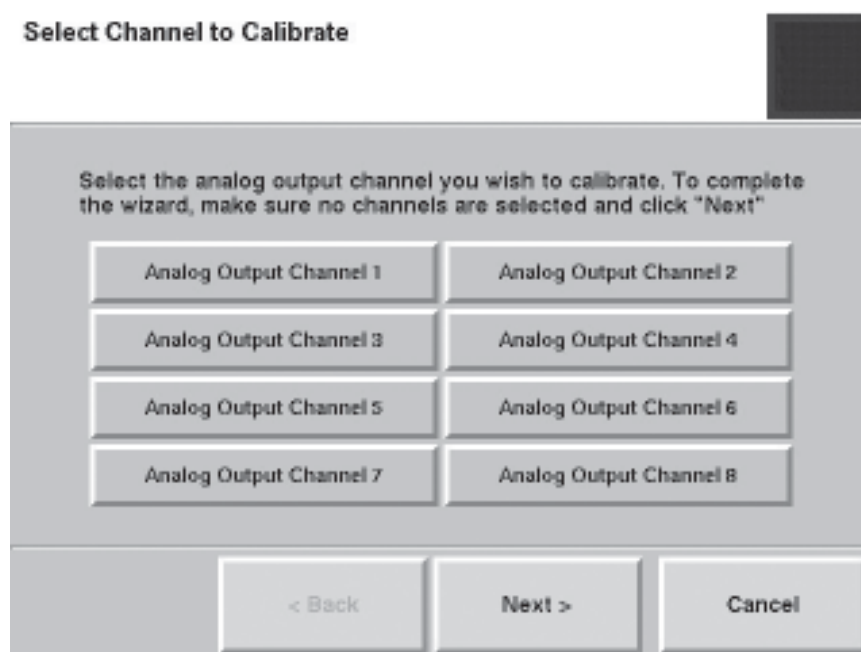 Select Channel to Calibrate
Select the analog output channel you wish to calibrate. To complete
the wizard, make sure no channels are selected and click "Next"
Analog Output Channel 1
Analog Output Channel 2
Analog Output Channel 3
Analog Output Channel 4
Analog Output Channel 5
Analog Output Channel 6
Analog Output Channel 7
Analog Output Channel 8
< Back
Next >
Cancel